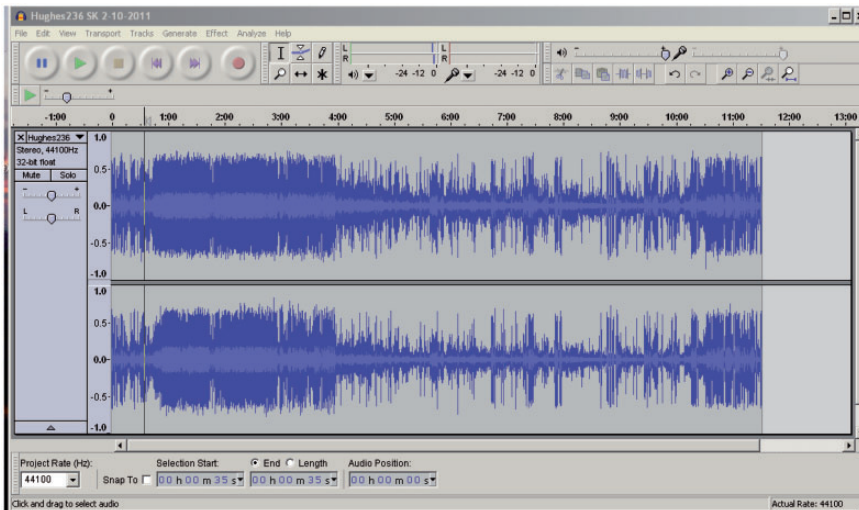 Hughes236 SK 2-10-2011
File Edit View Transport Tracks Generate Effect Analyze Help
L
R
L
R
-24 -12 0
-24 -12 0
-1:00 0 1:00 2:00 3:00 4:00 5:00 6:00 7:00 8:00 9:00 10:00 11:00 12:00 13:00
X Hughes236
Stereo, 44100Hz
32-bit float
Mute Solo
- +
L R
1.0
0.5-
0.0-
-0.5-
-1.0
1.0
0.5-
0.0-
-0.5-
-1.0
Project Rate (Hz): Selection Start: End Length Audio Position:
44100 Snap To 00 h 00 m 35 s 00 h 00 m 35 s 00 h 00 m 00 s
Click and drag to select audio Actual Rate: 44100